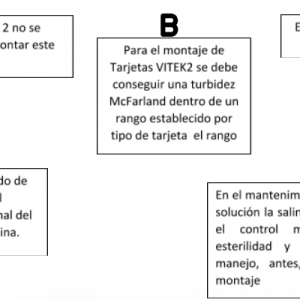 B
2 no se
ontar este
E
Para el montaje de
Tarjetas VITEK2 se debe
conseguir una turbidez
McFarland dentro de un
rango establecido por
tipo de tarjeta el rango
do de
l
nal del
ina.
En el mantenim
solución la salin
el control m
esterilidad y
manejo, antes,
montaje